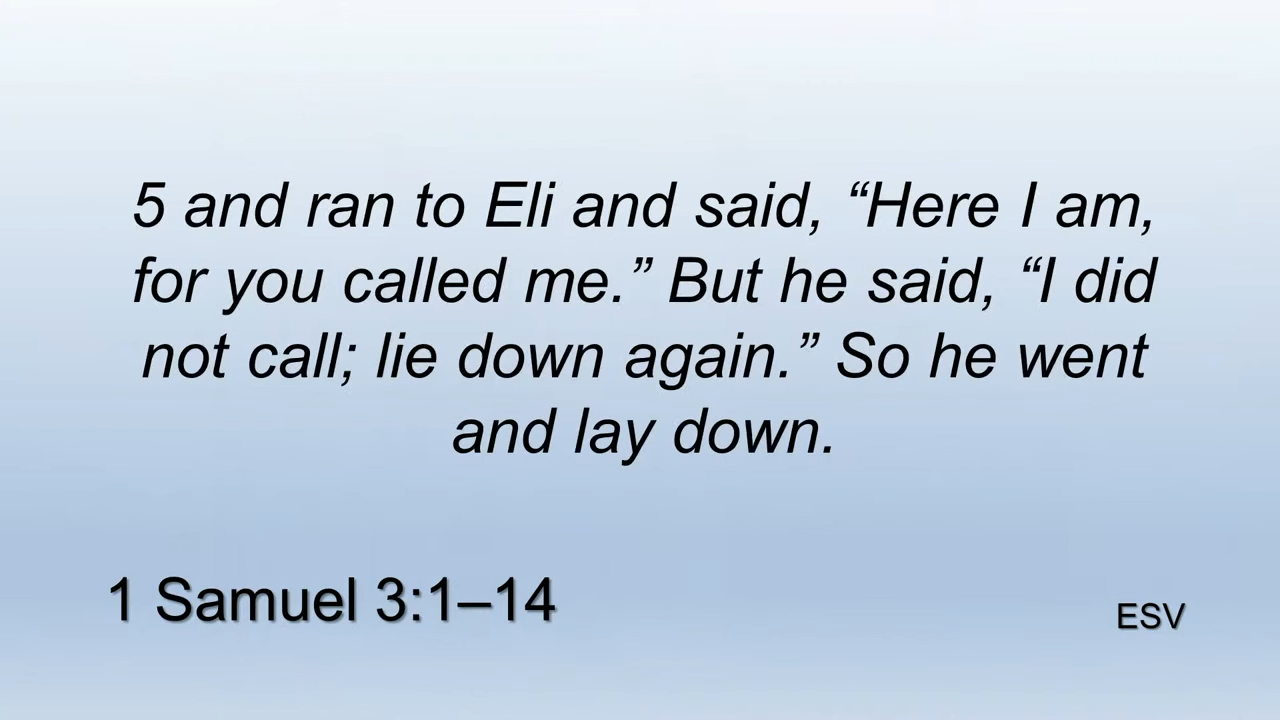 5 and ran to Eli and said, “Here I am,
for you called me.” But he said, “I did
not call; lie down again.” So he went
and lay down.
1 Samuel 3:1–14
ESV